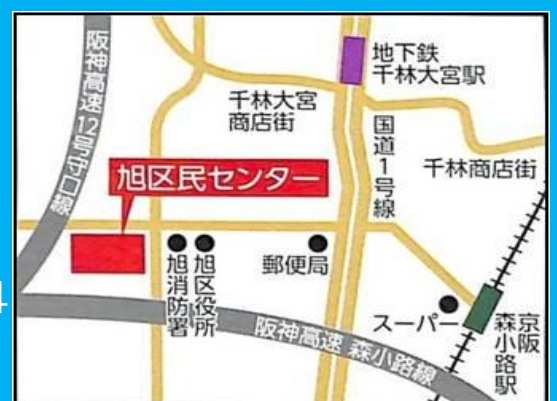 阪神高速12号守口線
地下鉄
千林大宮駅
千林大宮
商店街
国道1号線
千林商店街
旭区民センター
旭消防署
旭区役所
郵便局
スーパー
京阪
森小路駅
阪神高速 森小路線